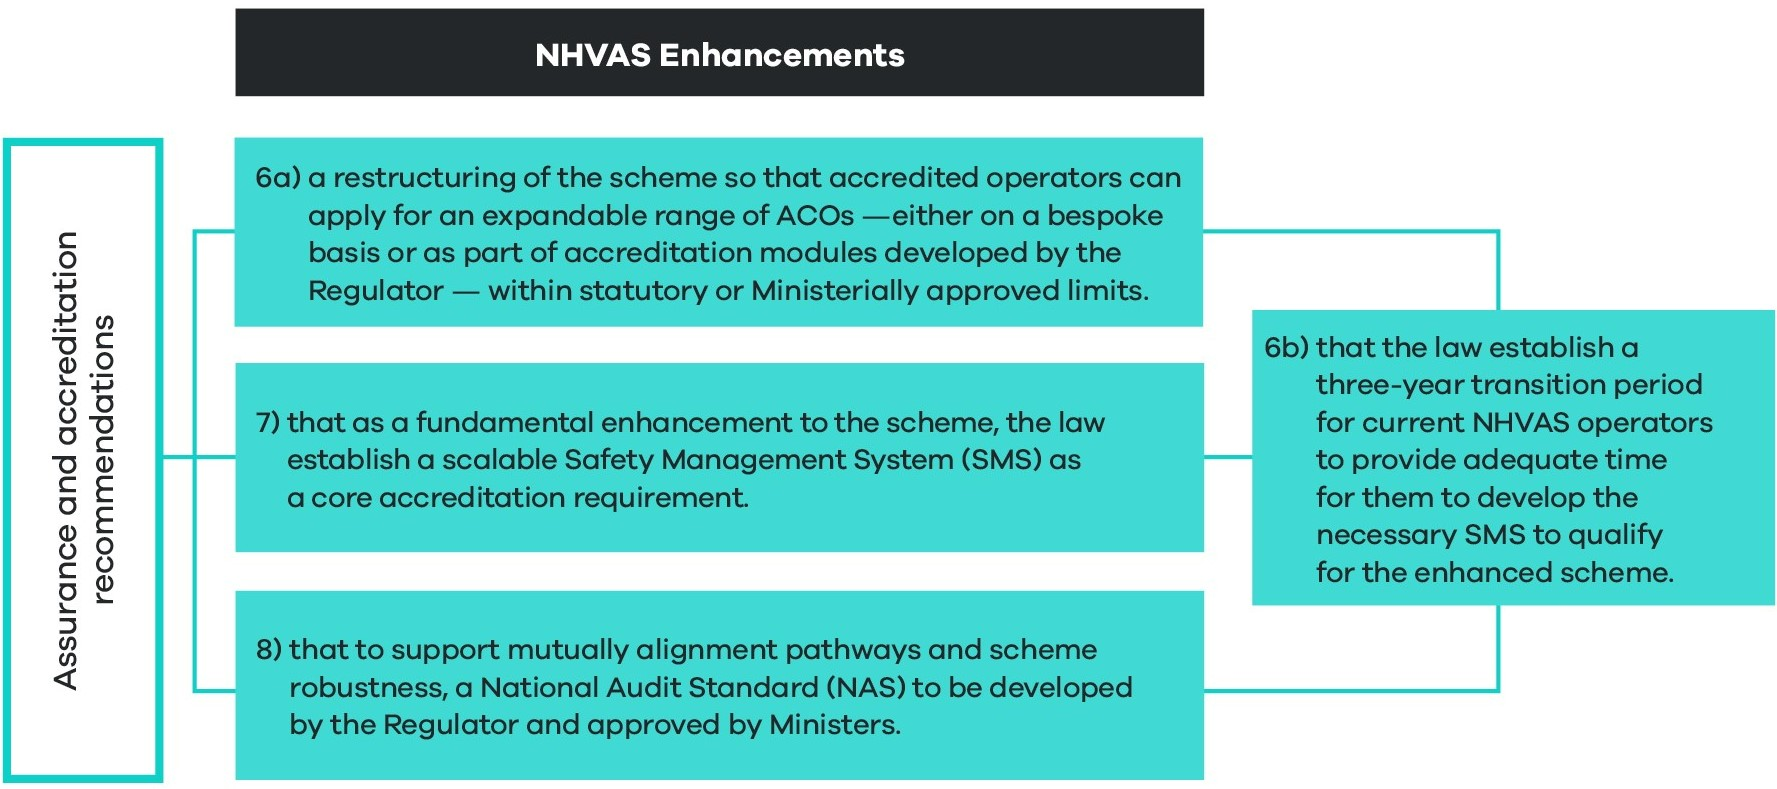 NHVAS Enhancements
Assurance and accreditation
recommendations
6a) a restructuring of the scheme so that accredited operators can
apply for an expandable range of ACOs —either on a bespoke
basis or as part of accreditation modules developed by the
Regulator — within statutory or Ministerially approved limits.
7) that as a fundamental enhancement to the scheme, the law
establish a scalable Safety Management System (SMS) as
a core accreditation requirement.
8) that to support mutually alignment pathways and scheme
robustness, a National Audit Standard (NAS) to be developed
by the Regulator and approved by Ministers.
6b) that the law establish a
three-year transition period
for current NHVAS operators
to provide adequate time
for them to develop the
necessary SMS to qualify
for the enhanced scheme.